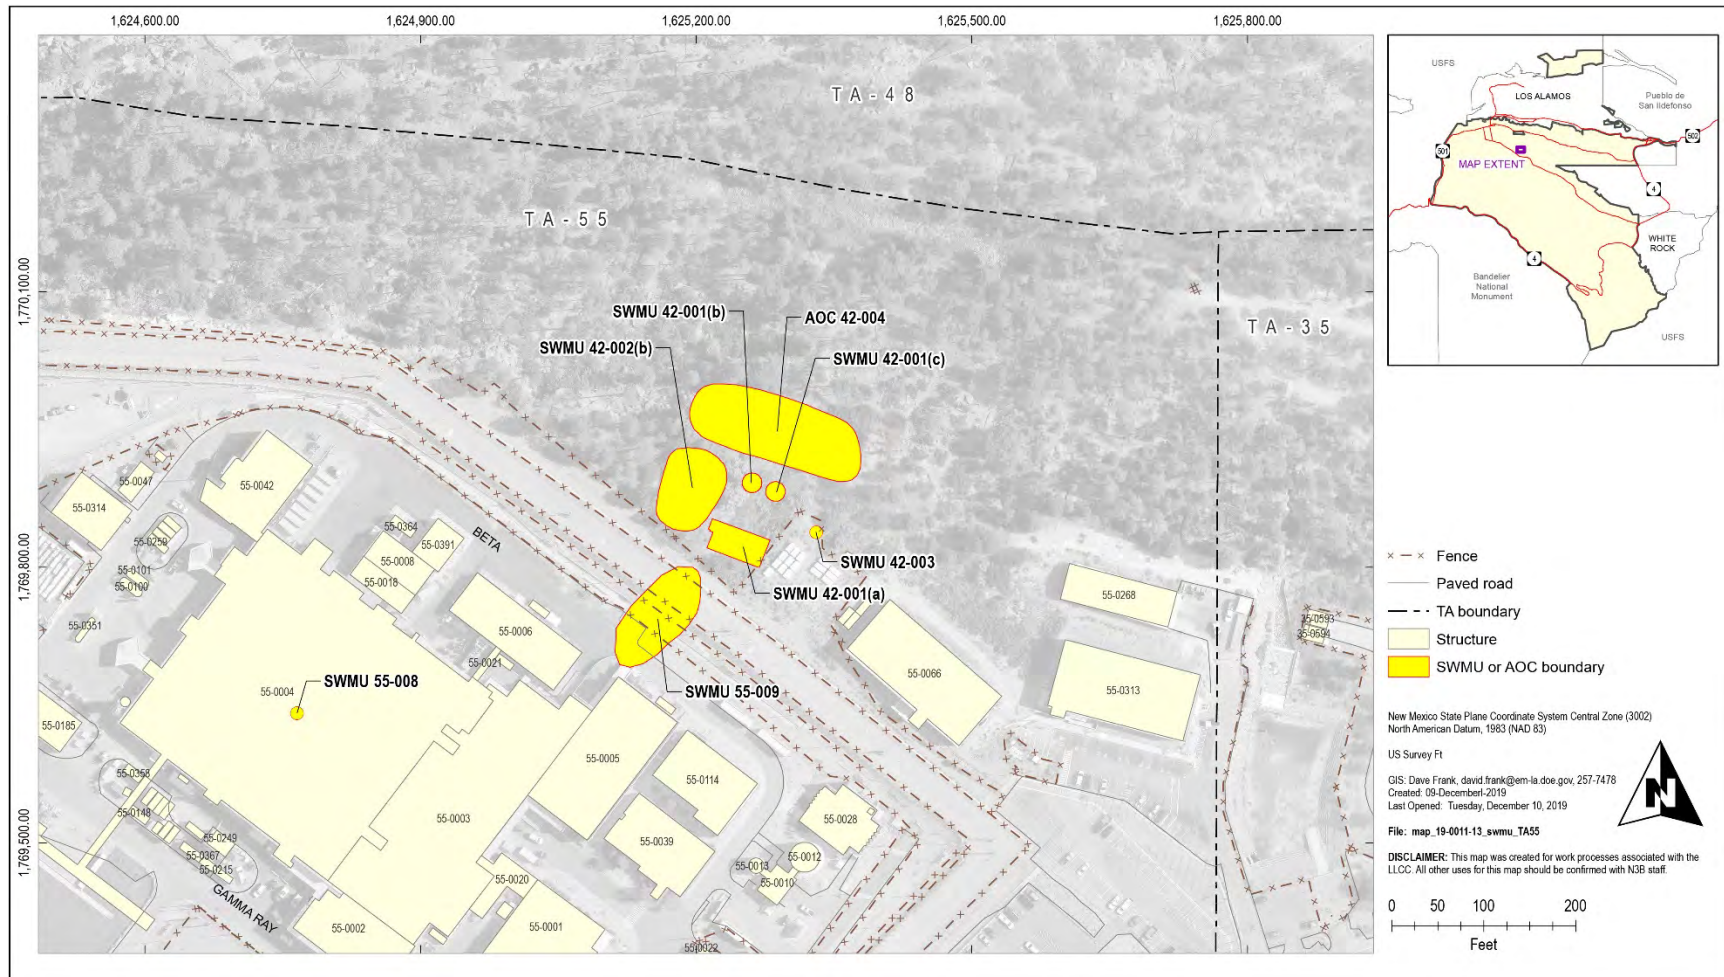 1,624,600.00
1,624,900.00
1,625,200.00
1,625,500.00
1,625,800.00
1,770,100.00
1,769,800.00
1,769,500.00
TA-48
TA-55
TA-35
SWMU 42-001(b)
AOC 42-004
SWMU 42-002(b)
SWMU 42-001(c)
SWMU 42-003
SWMU 42-001(a)
SWMU 55-009
SWMU 55-008
BETA
GAMMA RAY
55-0047
55-0042
55-0314
55-0259
55-0101
55-0100
55-0351
55-0364
55-0391
55-0008
55-0018
55-0006
55-0021
55-0004
55-0185
55-0358
55-0148
55-0249
55-0367
55-0215
55-0003
55-0005
55-0114
55-0039
55-0028
55-0012
55-0013
55-0010
55-0020
55-0002
55-0001
55-0022
55-0066
55-0268
55-0313
35-0593
35-0594
USFS
LOS ALAMOS
Pueblo de
San Ildefonso
502
501
MAP EXTENT
4
WHITE
ROCK
4
Bandelier
National
Monument
USFS
Fence
Paved road
TA boundary
Structure
SWMU or AOC boundary
New Mexico State Plane Coordinate System Central Zone (3002)
North American Datum, 1983 (NAD 83)
US Survey Ft
GIS: Dave Frank, david.frank@em-la.doe.gov, 257-7478
Created: 09-Decemberl-2019
Last Opened: Tuesday, December 10, 2019
File: map_19-0011-13_swmu_TA55
DISCLAIMER: This map was created for work processes associated with the
LLCC. All other uses for this map should be confirmed with N3B staff.
N
0 50 100 200
Feet